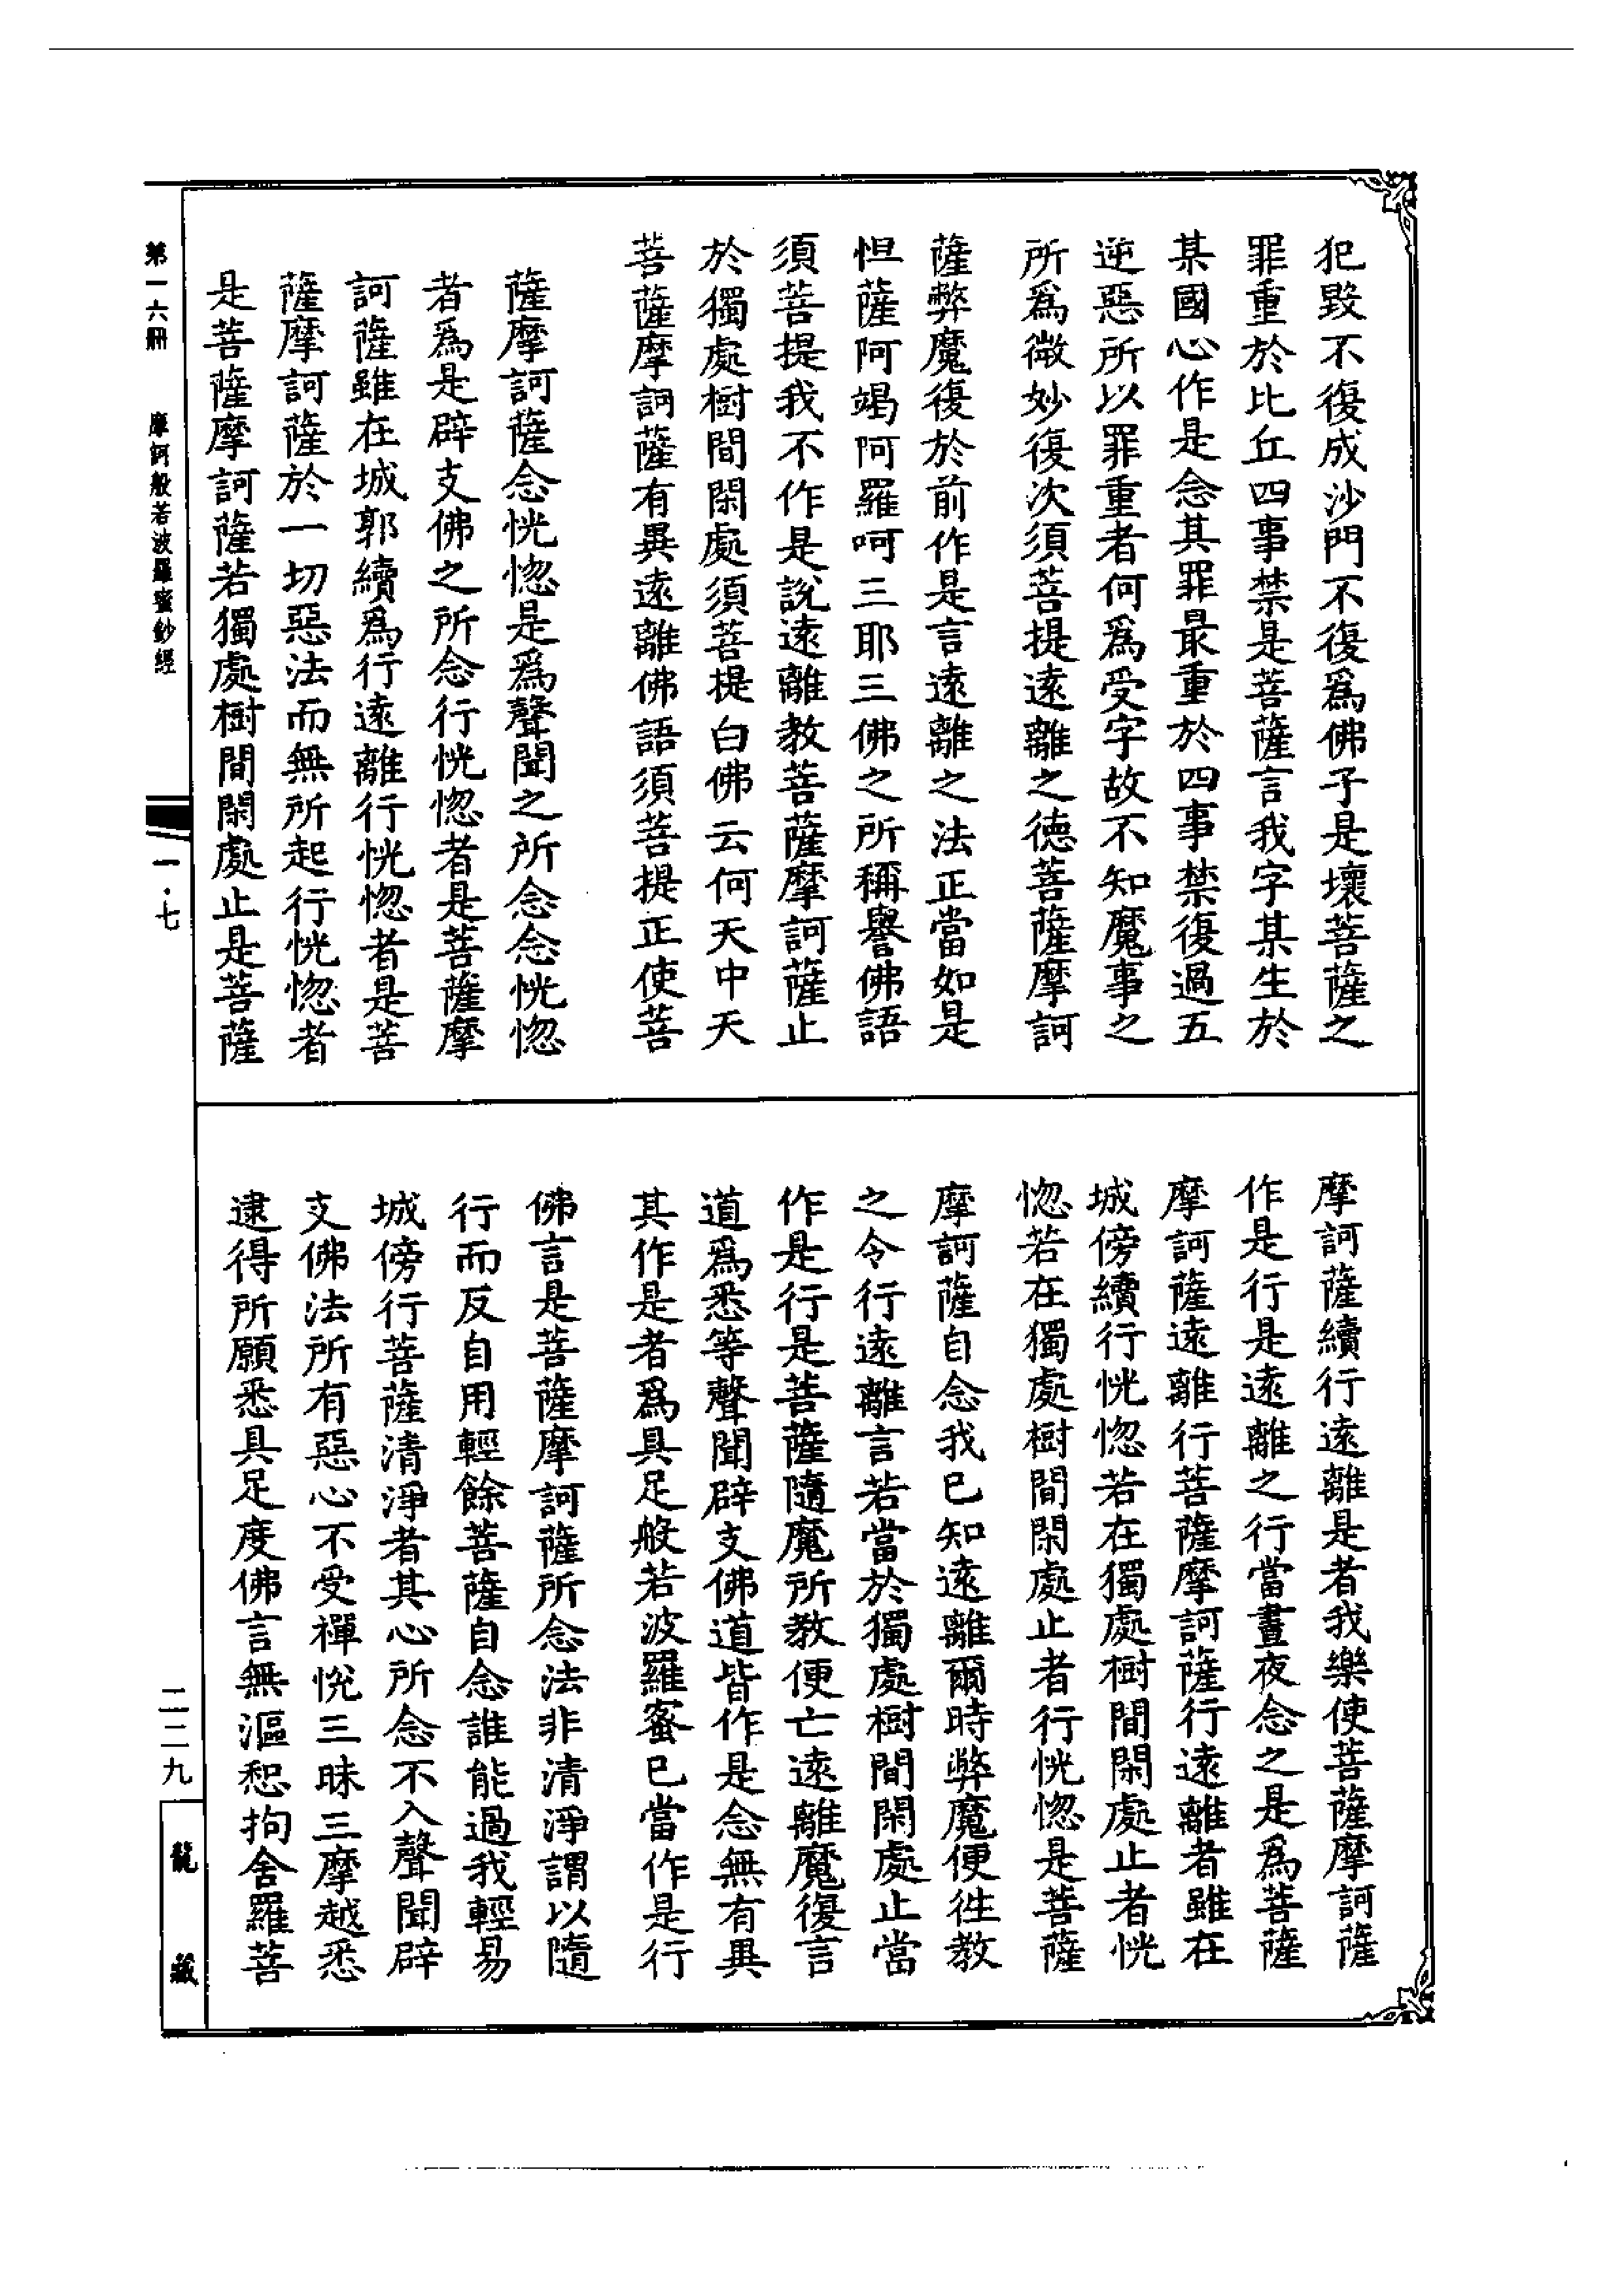 犯毀不復成沙門不復爲佛子是壞菩薩之
罪重於比丘四事禁是菩薩言我字某生於
某國心作是念其罪最重於四事禁復過五
逆惡所以罪重者何爲受字故不知魔事之
所爲微妙復次須菩提遠離之德菩薩摩訶
薩弊魔復於前作是言遠離之法正當如是
怛薩阿竭阿羅呵三耶三佛之所稱譽佛語
須菩提我不作是說遠離教菩薩摩訶薩止
於獨處樹間閑處須菩提白佛云何天中天
菩薩摩訶薩有異遠離佛語須菩提正使菩
薩摩訶薩念恍惚是爲聲聞之所念念恍惚
者爲是辟支佛之所念行恍惚者是菩薩摩
訶薩雖在城郭續爲行遠離行恍惚者是菩
薩摩訶薩於一切惡法而無所起行恍惚者
是菩薩摩訶薩若獨處樹間閑處止是菩薩
摩訶薩續行遠離是者我樂使菩薩摩訶薩
作是行是遠離之行當晝夜念之是爲菩薩
摩訶薩遠離行菩薩摩訶薩行遠離者雖在
城傍續行恍惚若在獨處樹間閑處止者恍
惚若在獨處樹間閑處止者行恍惚是菩薩
摩訶薩自念我已知遠離爾時弊魔便往教
之令行遠離言若當於獨處樹間閑處止當
作是行是菩薩隨魔所教便亡遠離魔復言
道爲悉等聲聞辟支佛道皆作是念無有異
其作是者爲具足般若波羅蜜已當作是行
佛言是菩薩摩訶薩所念法非清淨謂以隨
行而反自用輕餘菩薩自念誰能過我輕易
城傍行菩薩清淨者其心所念不入聲聞辟
支佛法所有惡心不受禪悅三昧三摩越悉
逮得所願悉具足度佛言無漚惒拘舍羅菩
第一六冊 摩訶般若波羅蜜鈔經
一·七
二二九
龍藏